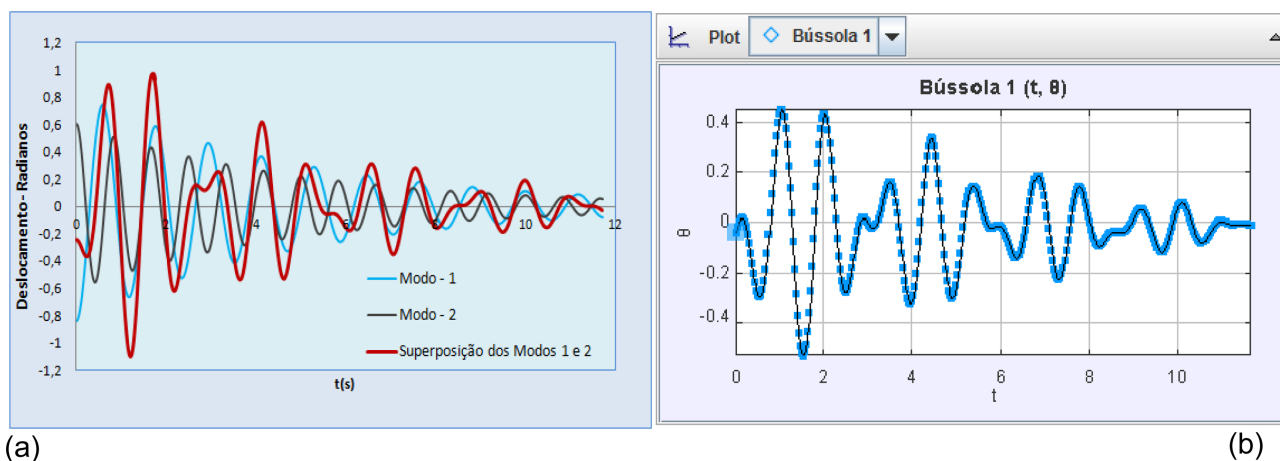 1,2
1
0,8
0,6
0,4
0,2
0
-0,2
-0,4
-0,6
-0,8
-1
-1,2
Deslocamento - Radianos
0 2 4 6 8 10 12
Modo - 1
Modo - 2
Superposição dos Modos 1 e 2
t(s)
(a)
Plot Bússola 1
Bússola 1 (t, θ)
0.4
0.2
0
-0.2
-0.4
θ
0 2 4 6 8 10
t
(b)